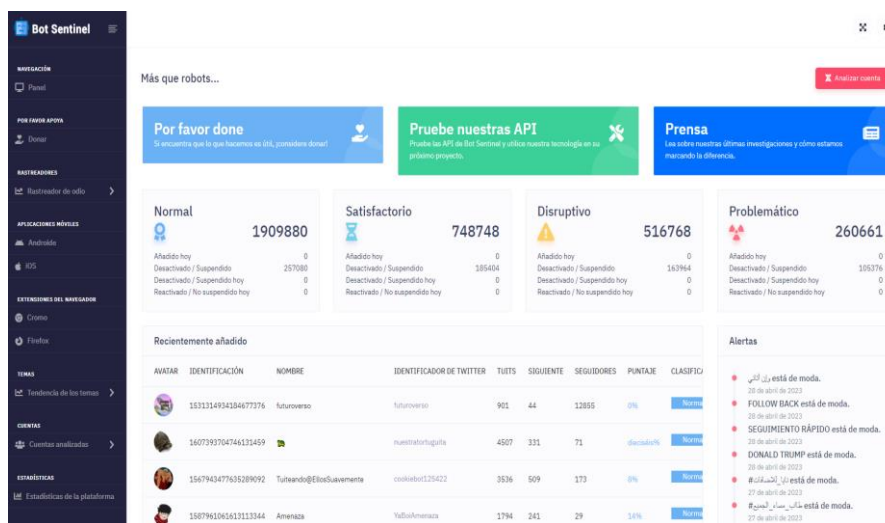 Bot Sentinel
NAVEGACIÓN
Panel
POR FAVOR APOYA
Donar
RASTREADORES
Rastreador de odio
APLICACIONES MÓVILES
Androide
iOS
EXTENSIONES DEL NAVEGADOR
Cromo
Firefox
TEMAS
Tendencia de los temas
CUENTAS
Cuentas analizadas
ESTADÍSTICAS
Estadísticas de la plataforma
Más que robots...
Analizar cuenta
Por favor done
Si encuentra que lo que hacemos es útil, ¡considere donar!
Pruebe nuestras API
Pruebe las API de Bot Sentinel y utilice nuestra tecnología en su
próximo proyecto.
Prensa
Lea sobre nuestras últimas investigaciones y cómo estamos
marcando la diferencia.
Normal
1909880
Añadido hoy 0
Desactivado / Suspendido 257080
Desactivado / Suspendido hoy 0
Reactivado / No suspendido hoy 0
Satisfactorio
748748
Añadido hoy 0
Desactivado / Suspendido 185404
Desactivado / Suspendido hoy 0
Reactivado / No suspendido hoy 0
Disruptivo
516768
Añadido hoy 0
Desactivado / Suspendido 163964
Desactivado / Suspendido hoy 0
Reactivado / No suspendido hoy 0
Problemático
260661
Añadido hoy 0
Desactivado / Suspendido 105376
Desactivado / Suspendido hoy 0
Reactivado / No suspendido hoy 0
Recientemente añadido
AVATAR IDENTIFICACIÓN NOMBRE IDENTIFICADOR DE TWITTER TUITS SIGUIENTE SEGUIDORES PUNTAJE CLASIFICA
1531314934184677376 futuroverso futuroverso 901 44 12855 0% Norma
1607393704746131459 nuestratortuguita 4507 331 71 Norma
1567943477635289092 Tuiteando@EllosSuavemente cookiebot125422 3536 509 173 0% Norma
1587961061613113344 Amenaza YaBoiAmenaza 1794 241 29 14% Norma
Alertas
está de moda.
28 de abril de 2023
FOLLOW BACK está de moda.
28 de abril de 2023
SEGUIMIENTO RÁPIDO está de moda.
28 de abril de 2023
DONALD TRUMP está de moda.
28 de abril de 2023
está de moda.
27 de abril de 2023
está de moda.
27 de abril de 2023